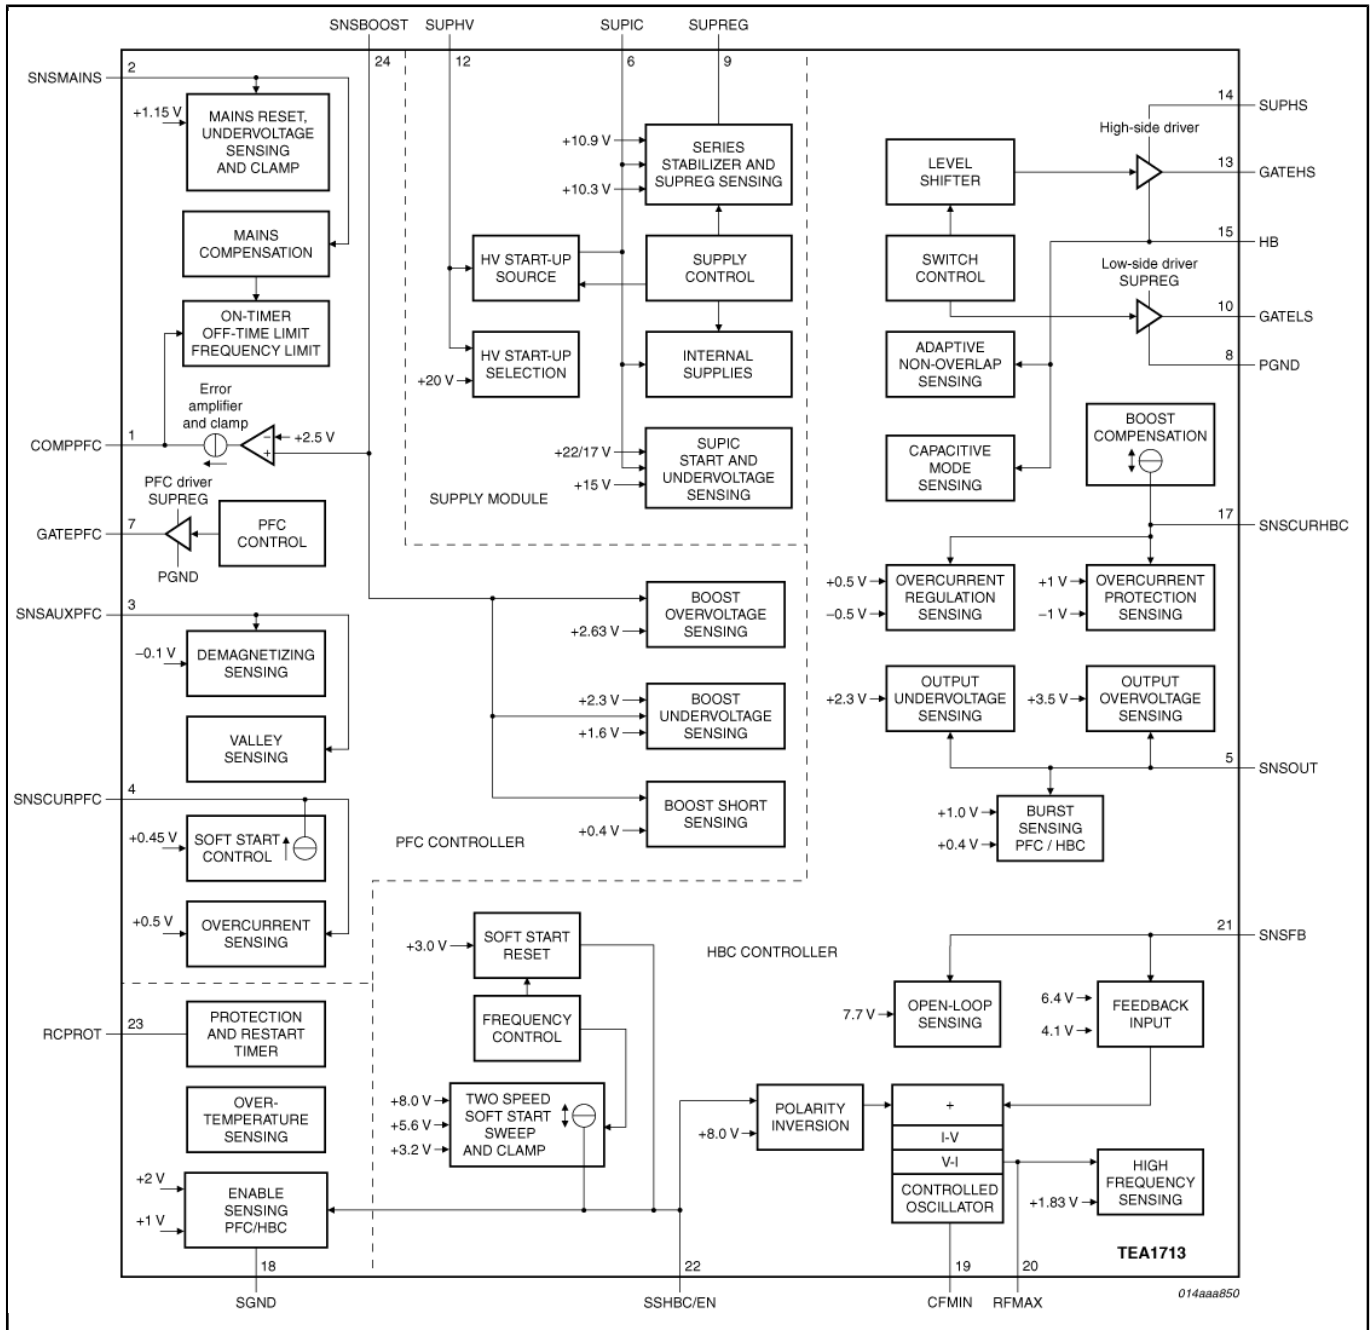 SNSBOOST
SUPHV
SUPIC
SUPREG
24
12
6
9
SNSMAINS
2
+1.15 V
MAINS RESET,
UNDERVOLTAGE
SENSING
AND CLAMP
MAINS
COMPENSATION
ON-TIMER
OFF-TIME LIMIT
FREQUENCY LIMIT
Error
amplifier
and clamp
COMPPFC
1
−
+
+2.5 V
PFC driver
SUPREG
GATEPFC
7
PGND
PFC
CONTROL
SNSAUXPFC
3
−0.1 V
DEMAGNETIZING
SENSING
VALLEY
SENSING
SNSCURPFC
4
+0.45 V
SOFT START
CONTROL
+0.5 V
OVERCURRENT
SENSING
RCPROT
23
PROTECTION
AND RESTART
TIMER
OVER-
TEMPERATURE
SENSING
+2 V
+1 V
ENABLE
SENSING
PFC/HBC
18
SGND
+10.9 V
+10.3 V
SERIES
STABILIZER AND
SUPREG SENSING
HV START-UP
SOURCE
SUPPLY
CONTROL
HV START-UP
SELECTION
+20 V
INTERNAL
SUPPLIES
+22/17 V
+15 V
SUPIC
START AND
UNDERVOLTAGE
SENSING
SUPPLY MODULE
BOOST
OVERVOLTAGE
SENSING
+2.63 V
+2.3 V
+1.6 V
BOOST
UNDERVOLTAGE
SENSING
BOOST SHORT
SENSING
+0.4 V
PFC CONTROLLER
14
SUPHS
High-side driver
LEVEL
SHIFTER
13
GATEHS
15
HB
SWITCH
CONTROL
Low-side driver
SUPREG
10
GATELS
8
PGND
ADAPTIVE
NON-OVERLAP
SENSING
BOOST
COMPENSATION
CAPACITIVE
MODE
SENSING
17
SNSCURHBC
+0.5 V
−0.5 V
OVERCURRENT
REGULATION
SENSING
+1 V
−1 V
OVERCURRENT
PROTECTION
SENSING
+2.3 V
OUTPUT
UNDERVOLTAGE
SENSING
+3.5 V
OUTPUT
OVERVOLTAGE
SENSING
5
SNSOUT
+1.0 V
+0.4 V
BURST
SENSING
PFC / HBC
+3.0 V
SOFT START
RESET
HBC CONTROLLER
21
SNSFB
FREQUENCY
CONTROL
7.7 V
OPEN-LOOP
SENSING
6.4 V
4.1 V
FEEDBACK
INPUT
+8.0 V
+5.6 V
+3.2 V
TWO SPEED
SOFT START
SWEEP
AND CLAMP
+8.0 V
POLARITY
INVERSION
+
I-V
V-I
CONTROLLED
OSCILLATOR
+1.83 V
HIGH
FREQUENCY
SENSING
TEA1713
22
SSHBC/EN
19
CFMIN
20
RFMAX
014aaa850